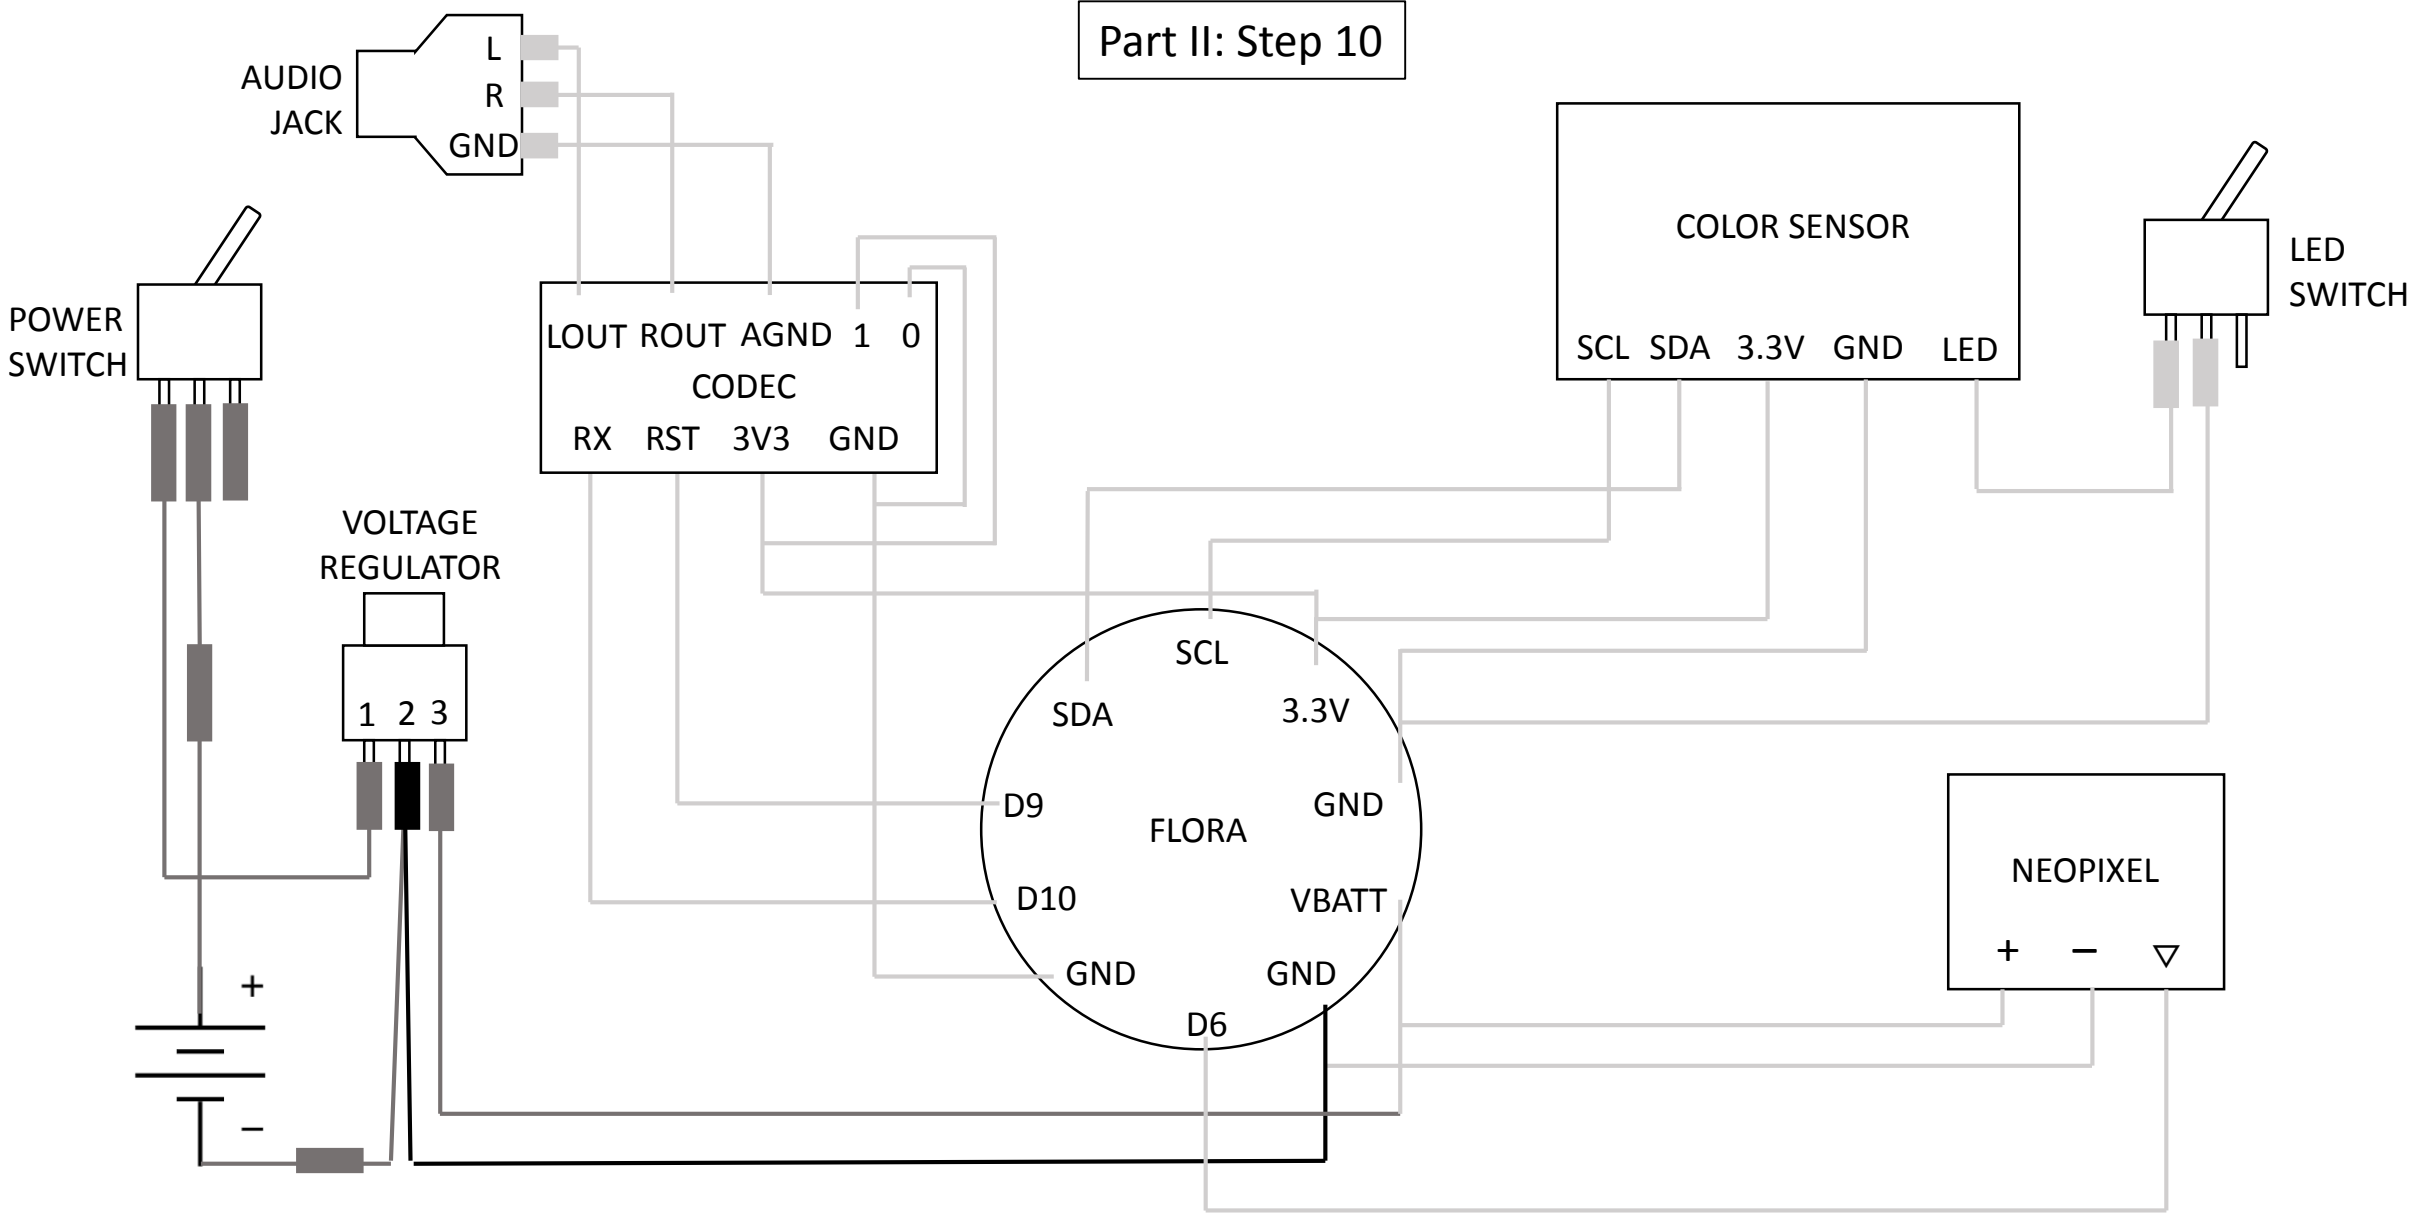 Part II: Step 10
AUDIO
JACK
L
R
GND
POWER
SWITCH
LOUT ROUT AGND 1 0
CODEC
RX RST 3V3 GND
COLOR SENSOR
SCL SDA 3.3V GND LED
LED
SWITCH
VOLTAGE
REGULATOR
1 2 3
SCL
SDA
3.3V
D9
GND
FLORA
D10
VBATT
GND
GND
D6
NEOPIXEL
+ −
+
−